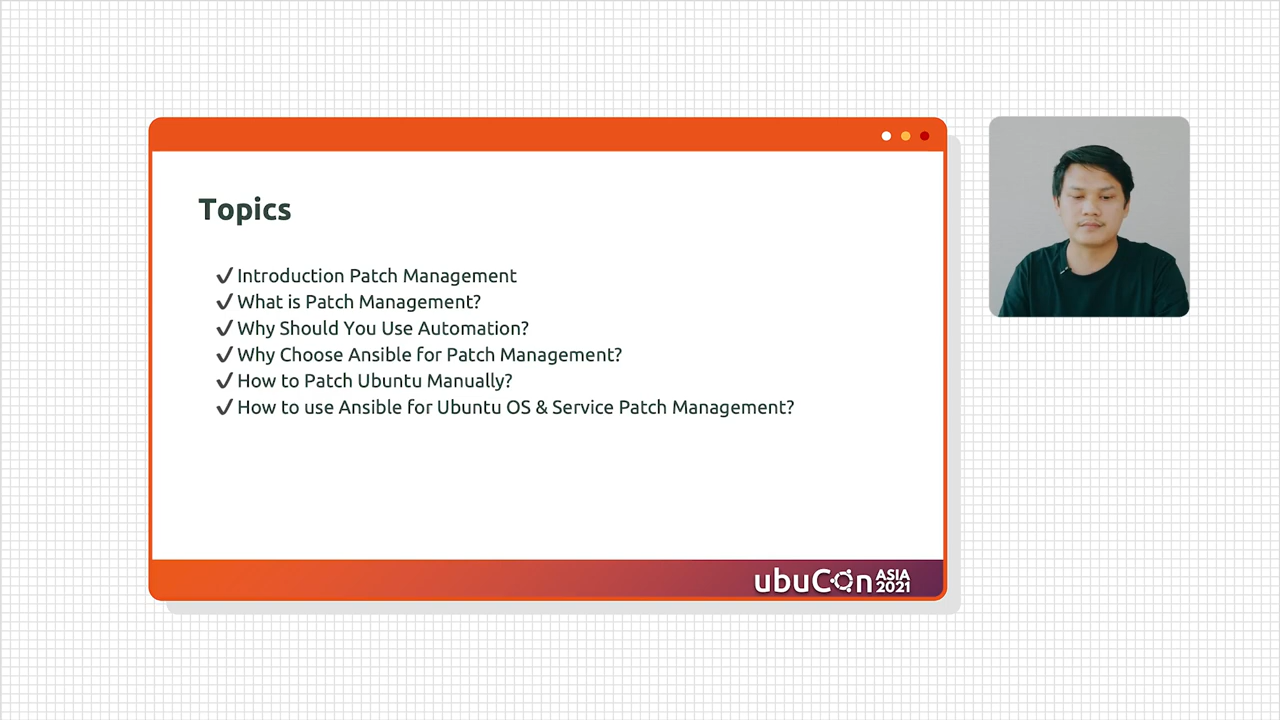 Topics
✔ Introduction Patch Management
✔ What is Patch Management?
✔ Why Should You Use Automation?
✔ Why Choose Ansible for Patch Management?
✔ How to Patch Ubuntu Manually?
✔ How to use Ansible for Ubuntu OS & Service Patch Management?
ubuCon ASIA 2021